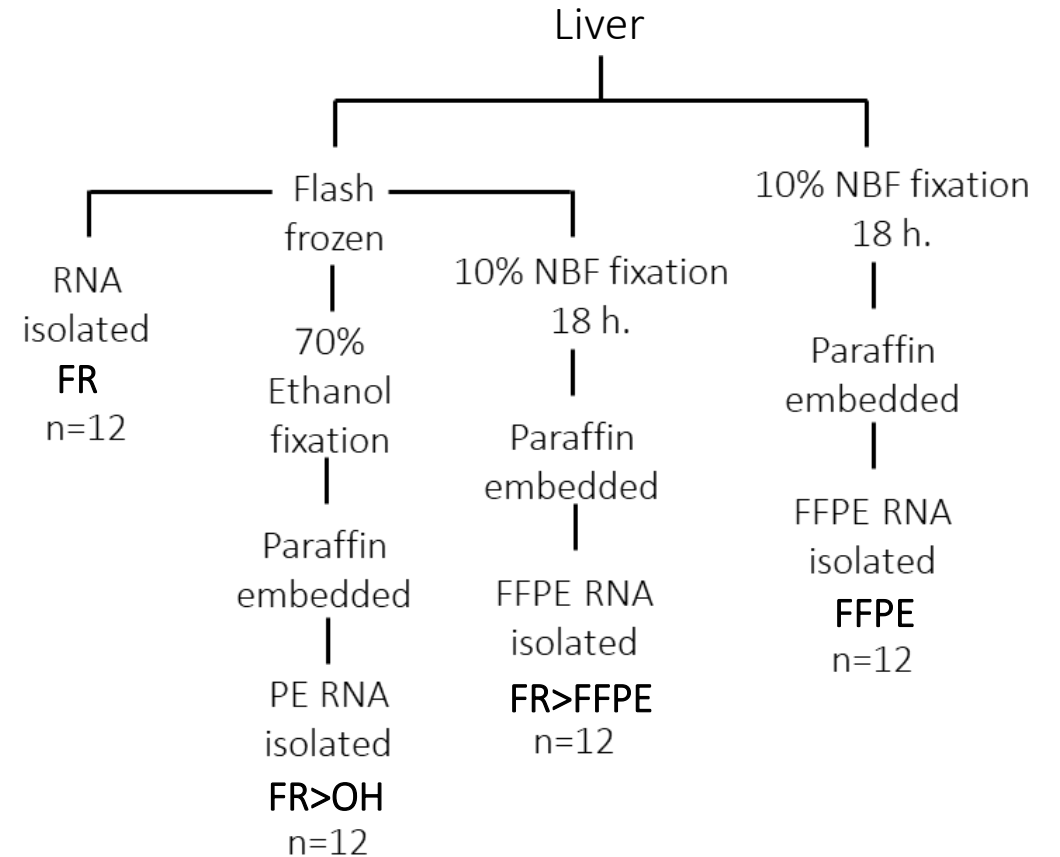 Liver
Flash
frozen
RNA
isolated
FR
n=12
70%
Ethanol
fixation
Paraffin
embedded
PE RNA
isolated
FR>OH
n=12
10% NBF fixation
18 h.
Paraffin
embedded
FFPE RNA
isolated
FR>FFPE
n=12
10% NBF fixation
18 h.
Paraffin
embedded
FFPE RNA
isolated
FFPE
n=12